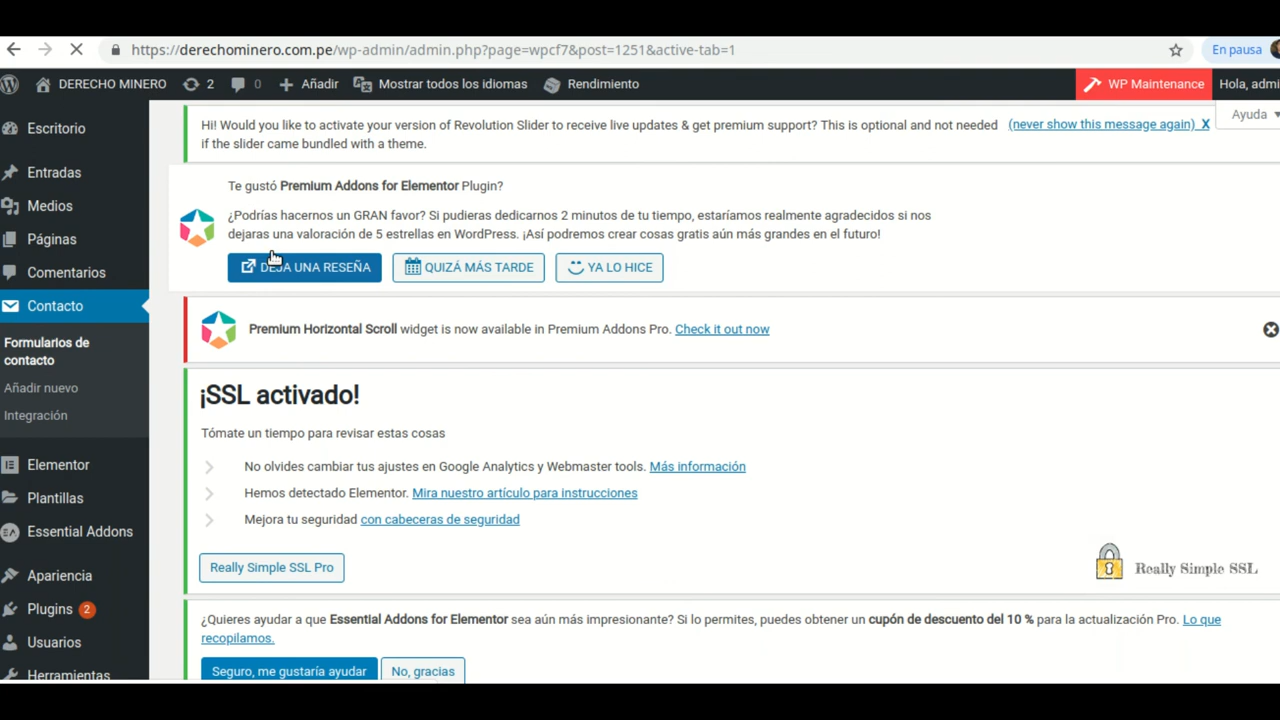 https://derechominero.com.pe/wp-admin/admin.php?page=wpcf7&post=1251&active-tab=1
En pausa
DERECHO MINERO
2
0
Añadir
Mostrar todos los idiomas
Rendimiento
WP Maintenance
Hola, admi
Ayuda
Escritorio
Entradas
Medios
Páginas
Comentarios
Contacto
Formularios de
contacto
Añadir nuevo
Integración
Elementor
Plantillas
Essential Addons
Apariencia
Plugins 2
Usuarios
Herramientas
Hi! Would you like to activate your version of Revolution Slider to receive live updates & get premium support? This is optional and not needed
if the slider came bundled with a theme.
(never show this message again) X
Te gustó Premium Addons for Elementor Plugin?
¿Podrías hacernos un GRAN favor? Si pudieras dedicarnos 2 minutos de tu tiempo, estaríamos realmente agradecidos si nos
dejaras una valoración de 5 estrellas en WordPress. ¡Así podremos crear cosas gratis aún más grandes en el futuro!
DEJA UNA RESEÑA
QUIZÁ MÁS TARDE
YA LO HICE
Premium Horizontal Scroll widget is now available in Premium Addons Pro. Check it out now
¡SSL activado!
Tómate un tiempo para revisar estas cosas
No olvides cambiar tus ajustes en Google Analytics y Webmaster tools. Más información
Hemos detectado Elementor. Mira nuestro artículo para instrucciones
Mejora tu seguridad con cabeceras de seguridad
Really Simple SSL Pro
Really Simple SSL
¿Quieres ayudar a que Essential Addons for Elementor sea aún más impresionante? Si lo permites, puedes obtener un cupón de descuento del 10 % para la actualización Pro. Lo que
recopilamos.
Seguro, me gustaría ayudar
No, gracias